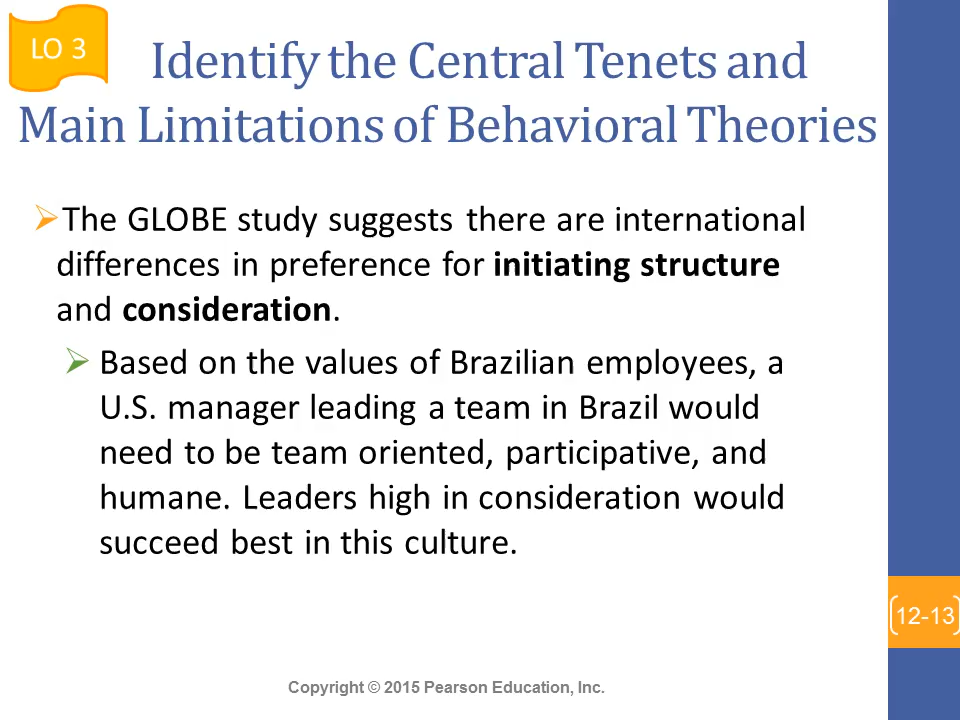 LO 3
Identify the Central Tenets and
Main Limitations of Behavioral Theories
The GLOBE study suggests there are international
differences in preference for initiating structure
and consideration.
Based on the values of Brazilian employees, a
U.S. manager leading a team in Brazil would
need to be team oriented, participative, and
humane. Leaders high in consideration would
succeed best in this culture.
12-13
Copyright © 2015 Pearson Education, Inc.